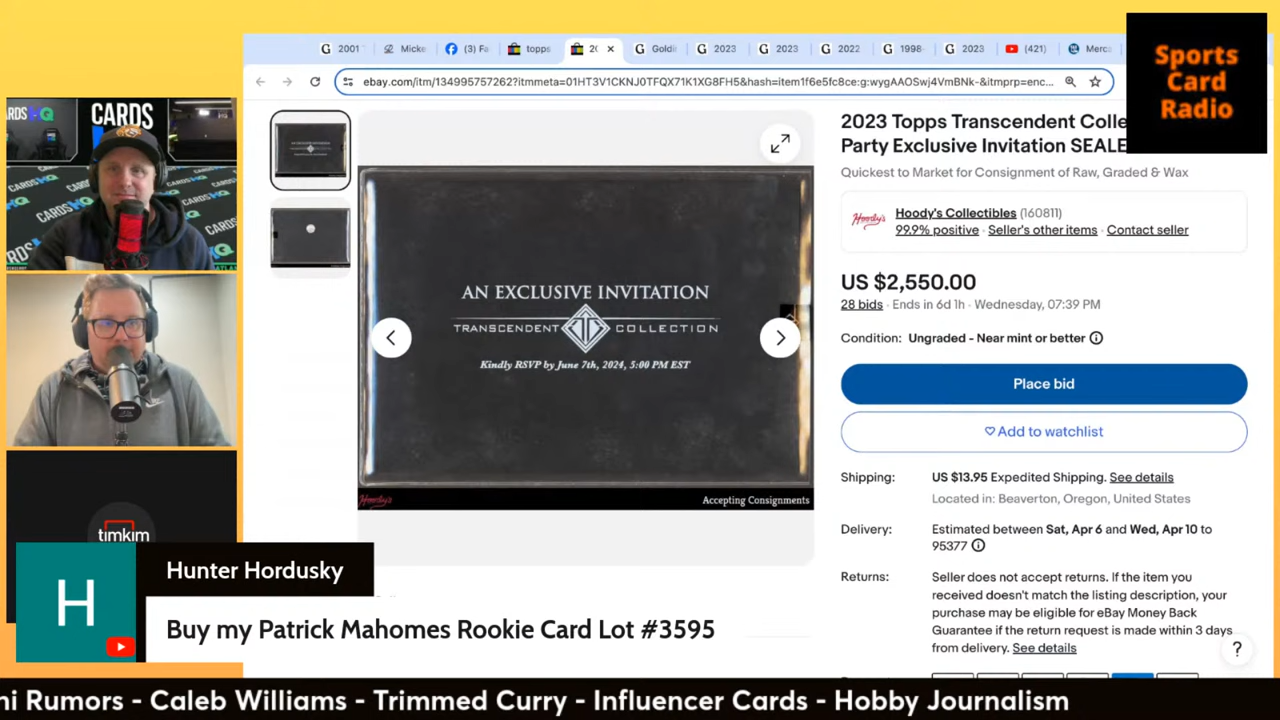 2001
Micke
(3) Fa
topps
Goldi
2023
2023
2022
1998-
2023
(421)
Merc
ebay.com/itm/134995757262?itmmeta=01HT3V1CKNJ0TFQX71K1XG8FH5&hash=item1f6e5fc8ce:g:wygAAOSwj4VmBNk-&itmprp=enc...
Sports
Card
Radio
CARDS
CARDS
HQ
AN EXCLUSIVE INVITATION
TRANSCENDENT COLLECTION
Kindly RSVP by June 7th, 2024, 5:00 PM EST
Hoody's
Accepting Consignments
2023 Topps Transcendent Colle
Party Exclusive Invitation SEALE
Quickest to Market for Consignment of Raw, Graded & Wax
Hoody's
Hoody's Collectibles (160811)
99.9% positive · Seller's other items · Contact seller
US $2,550.00
28 bids · Ends in 6d 1h · Wednesday, 07:39 PM
Condition: Ungraded - Near mint or better
Place bid
Add to watchlist
Shipping: US $13.95 Expedited Shipping. See details
Located in: Beaverton, Oregon, United States
Delivery: Estimated between Sat, Apr 6 and Wed, Apr 10 to
95377
Returns: Seller does not accept returns. If the item you
received doesn't match the listing description, your
purchase may be eligible for eBay Money Back
Guarantee if the return request is made within 3 days
from delivery. See details
?
timkim
H
Hunter Hordusky
Buy my Patrick Mahomes Rookie Card Lot #3595
ni Rumors - Caleb Williams - Trimmed Curry - Influencer Cards - Hobby Journalism